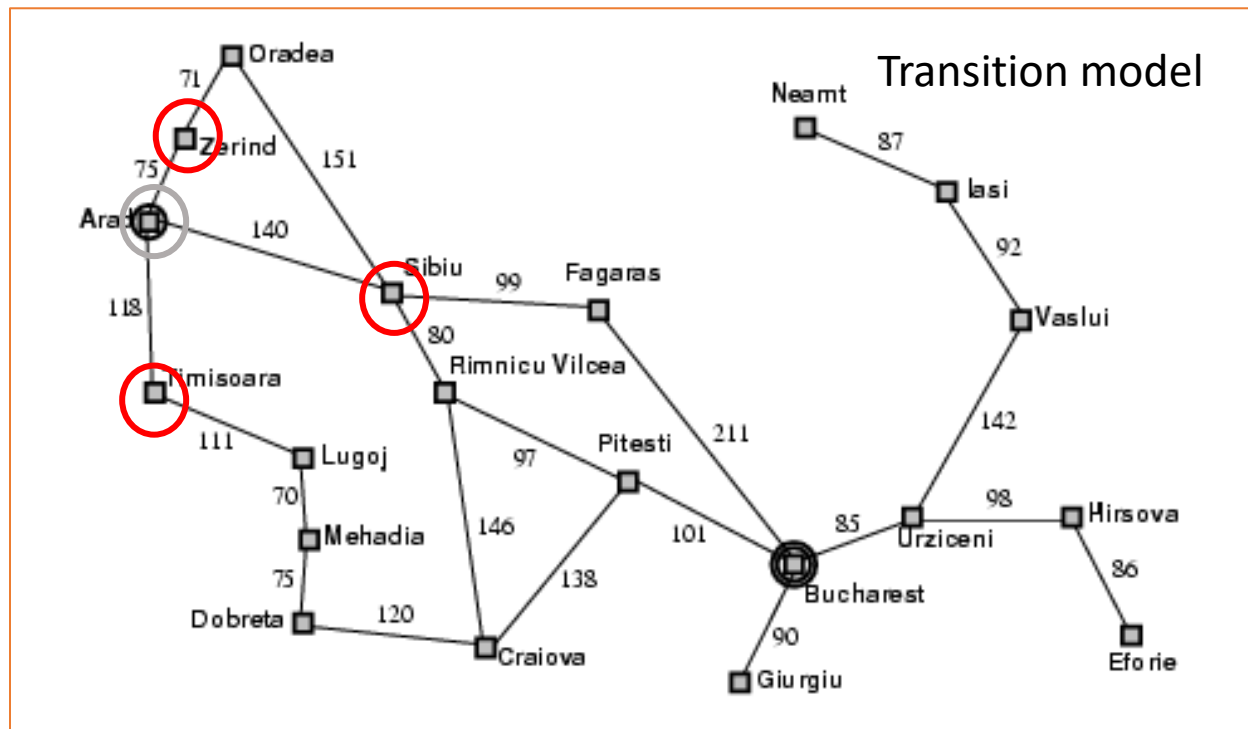 Transition model
Oradea
Neamt
71
87
Zerind
75
151
Iasi
Arad
140
92
Sibiu
99
Fagaras
118
Vaslui
80
Timisoara
Rimnicu Vilcea
142
111
211
Lugoj
97
Pitesti
70
98
Hirsova
146
101
85
Urziceni
Mehadia
138
86
75
Bucharest
Dobreta
120
90
Craiova
Eforie
Giurgiu